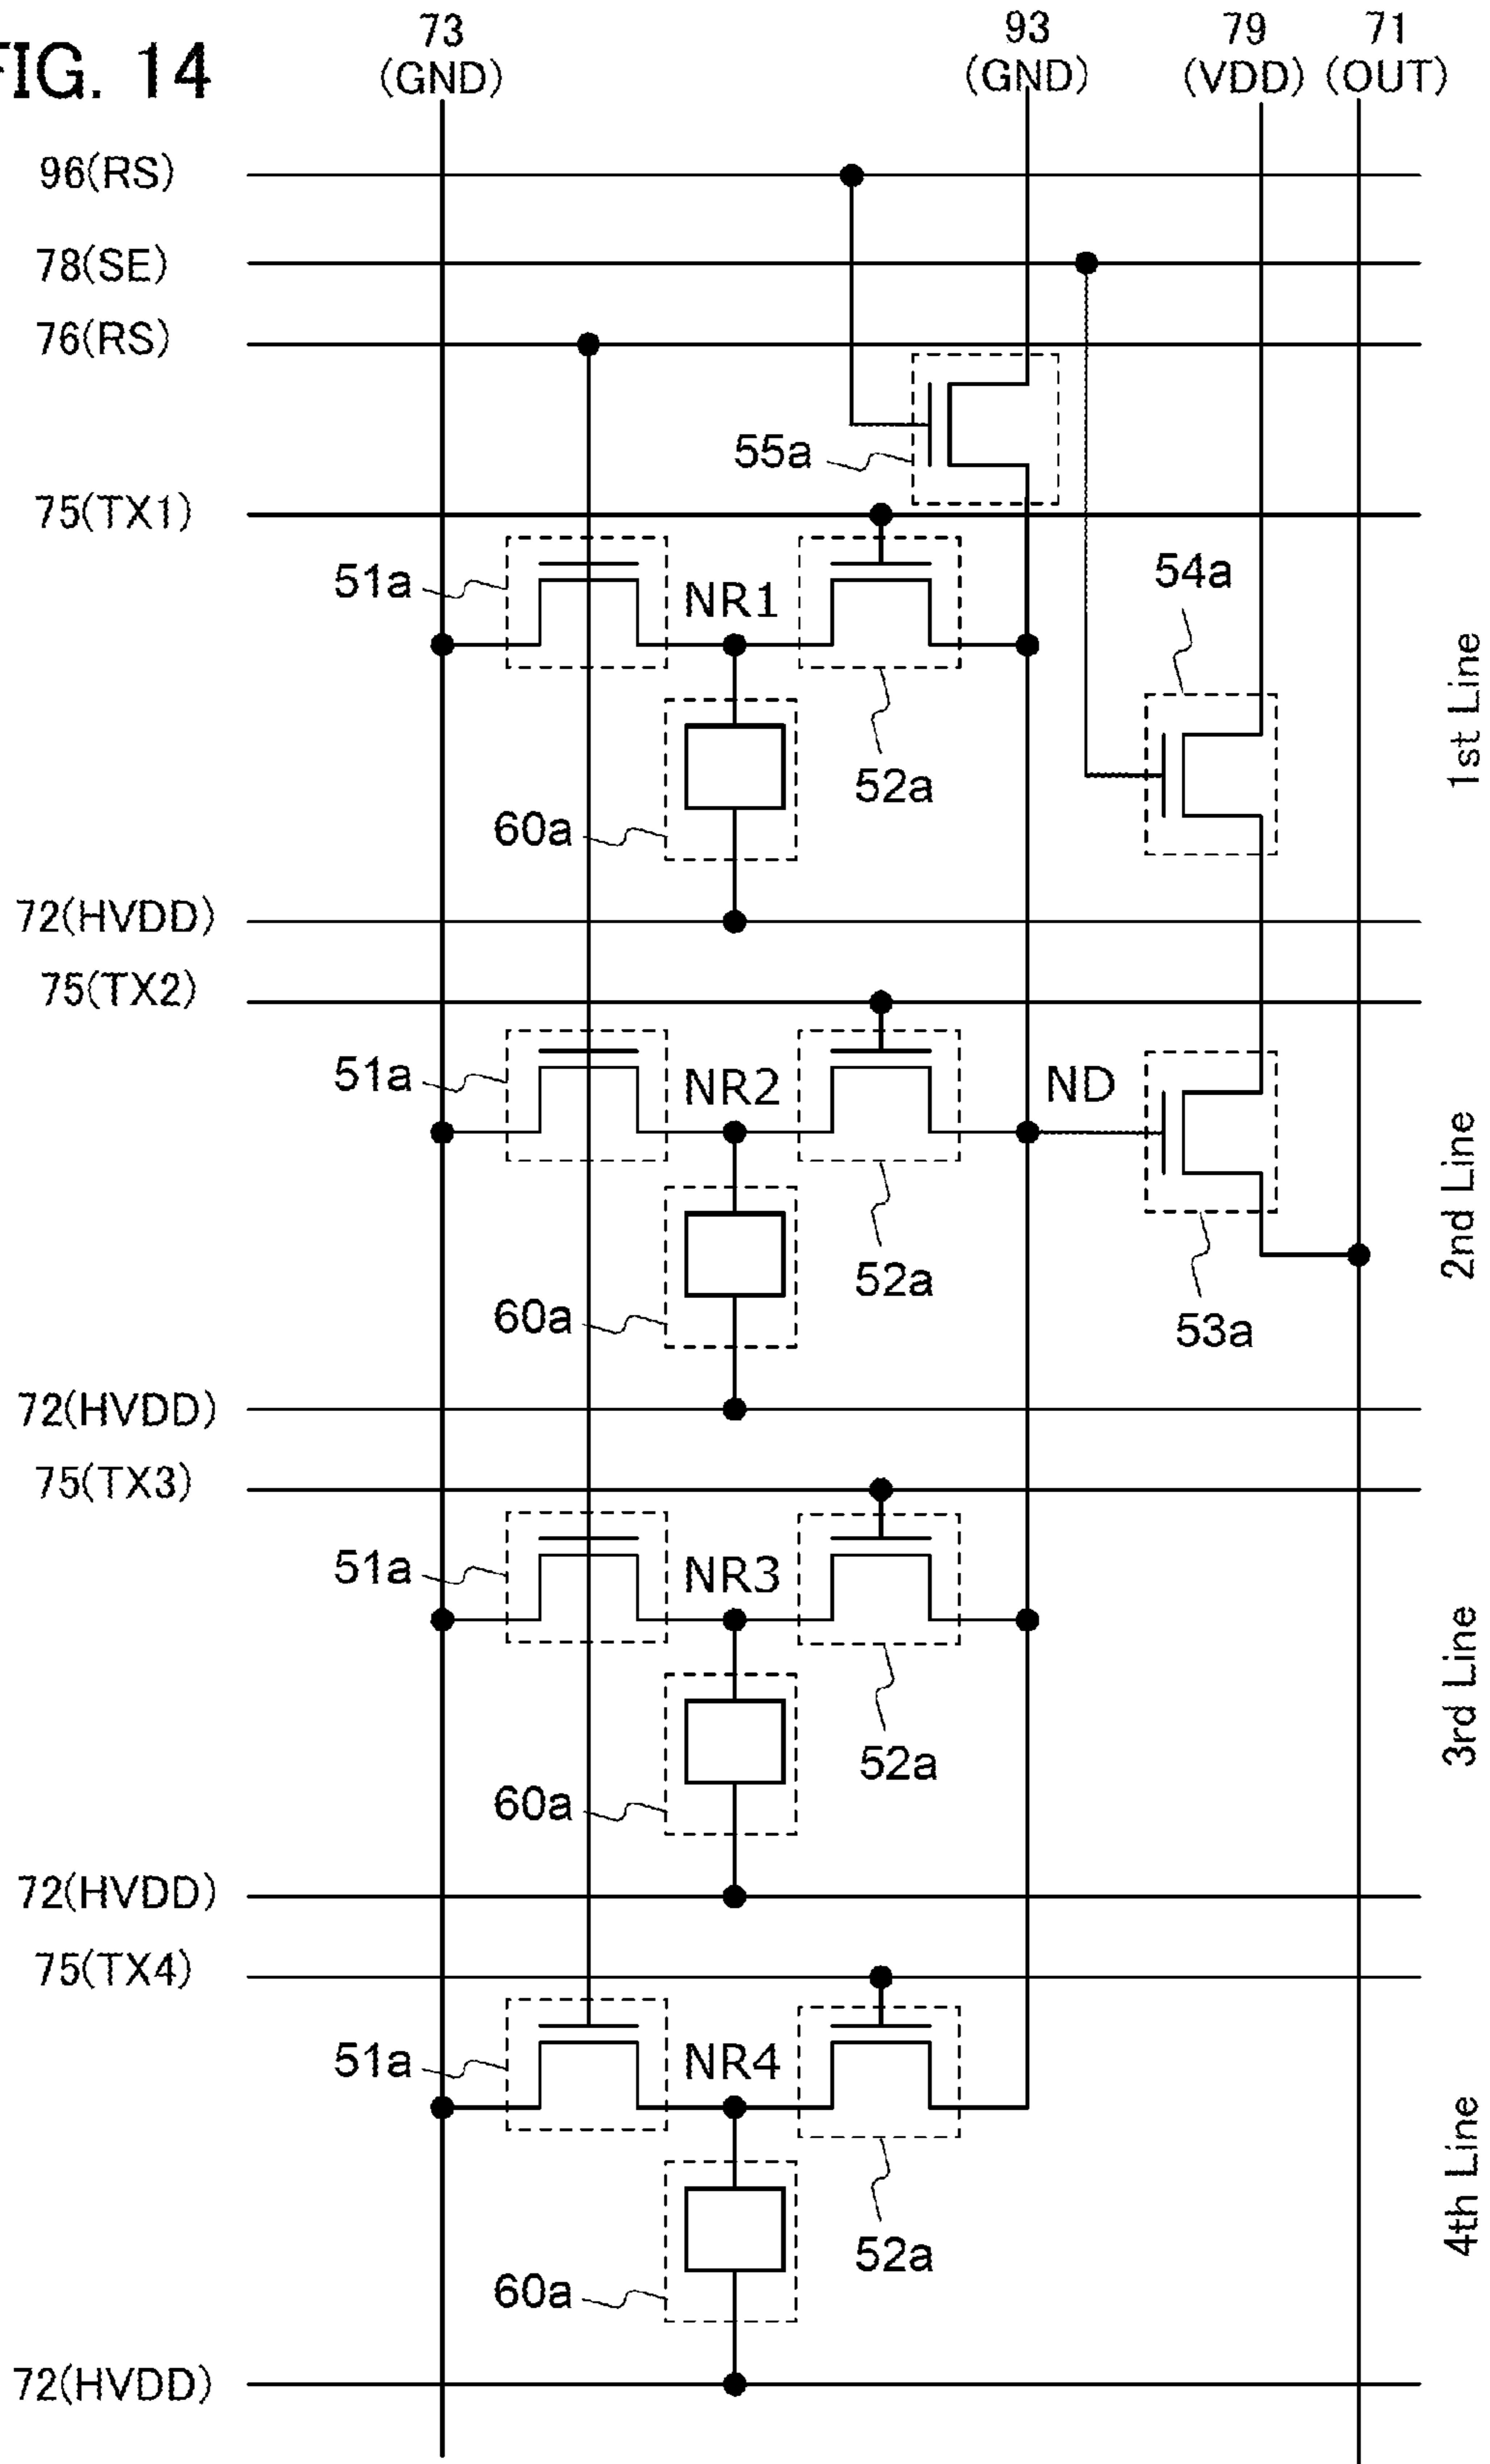 FIG. 14
73
(GND)
93
(GND)
79
(VDD)
71
(OUT)
96(RS)
78(SE)
76(RS)
55a
75(TX1)
51a
NR1
54a
52a
60a
1st Line
72(HVDD)
75(TX2)
51a
NR2
ND
52a
60a
53a
2nd Line
72(HVDD)
75(TX3)
51a
NR3
52a
60a
3rd Line
72(HVDD)
75(TX4)
51a
NR4
52a
60a
4th Line
72(HVDD)